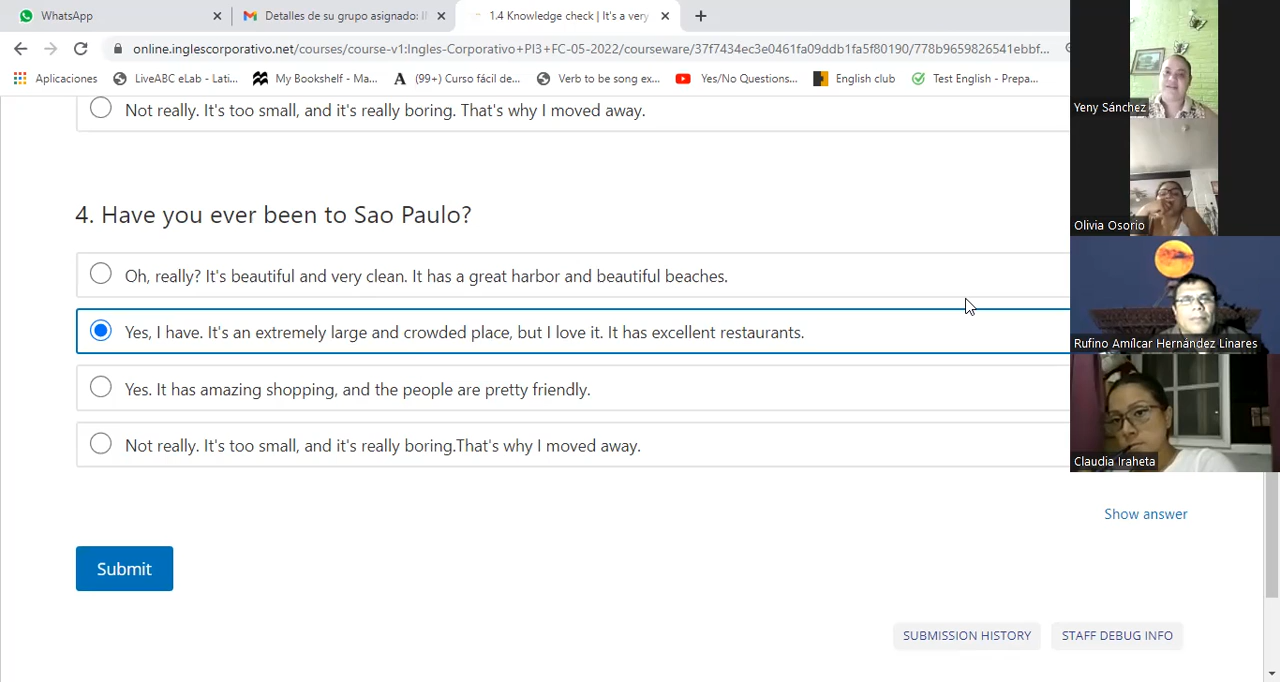 WhatsApp
Detalles de su grupo asignado: I
1.4 Knowledge check | It's a very
online.inglescorporativo.net/courses/course-v1:Ingles-Corporativo+PI3+FC-05-2022/courseware/37f7434ec3e0461fa09ddb1fa5f80190/778b9659826541ebbf...
Aplicaciones
LiveABC eLab - Lati...
My Bookshelf - Ma...
(99+) Curso fácil de...
Verb to be song ex...
Yes/No Questions...
English club
Test English - Prepa...
Not really. It's too small, and it's really boring. That's why I moved away.
4. Have you ever been to Sao Paulo?
Oh, really? It's beautiful and very clean. It has a great harbor and beautiful beaches.
Yes, I have. It's an extremely large and crowded place, but I love it. It has excellent restaurants.
Yes. It has amazing shopping, and the people are pretty friendly.
Not really. It's too small, and it's really boring.That's why I moved away.
Show answer
Submit
SUBMISSION HISTORY
STAFF DEBUG INFO
Yeny Sánchez
Olivia Osorio
Rufino Amílcar Hernández Linares
Claudia Iraheta